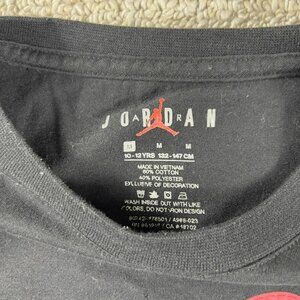 JORDAN
AIR
M M M
10-12 YRS 132-147 CM
MADE IN VIETNAM
60% COTTON
40% POLYESTER
EXCLUSIVE OF DECORATION
WASH INSIDE OUT WITH LIKE
COLORS, DO NOT IRON DESIGN